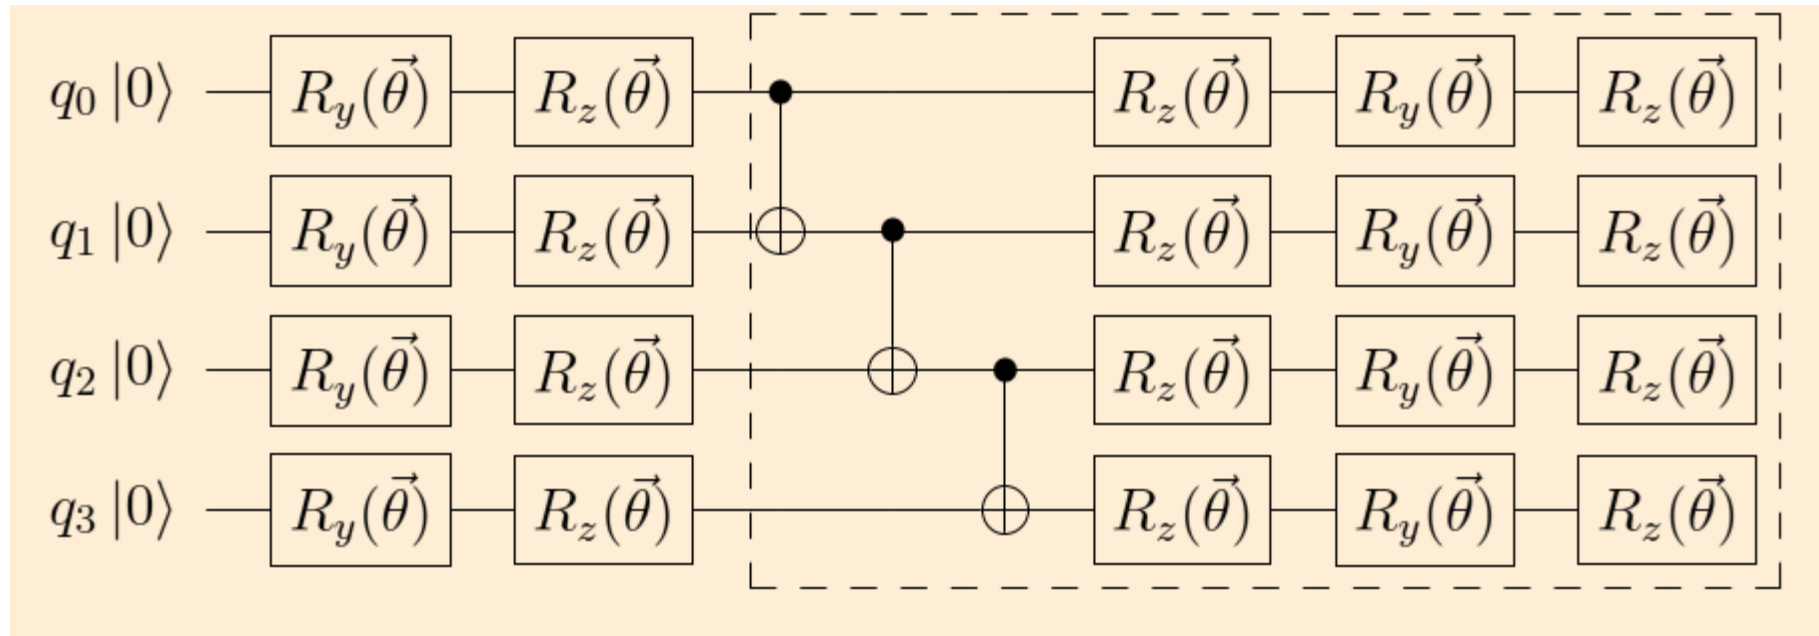 q₀ |0⟩ R_y(θ⃗) R_z(θ⃗) R_z(θ⃗) R_y(θ⃗) R_z(θ⃗)
q₁ |0⟩ R_y(θ⃗) R_z(θ⃗) R_z(θ⃗) R_y(θ⃗) R_z(θ⃗)
q₂ |0⟩ R_y(θ⃗) R_z(θ⃗) R_z(θ⃗) R_y(θ⃗) R_z(θ⃗)
q₃ |0⟩ R_y(θ⃗) R_z(θ⃗) R_z(θ⃗) R_y(θ⃗) R_z(θ⃗)